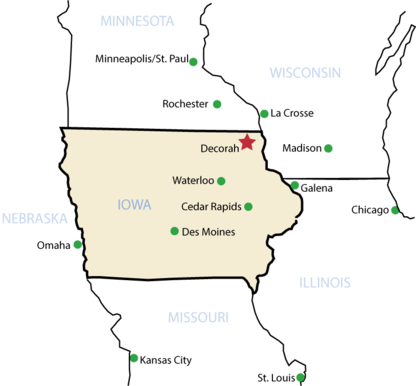 MINNESOTA
Minneapolis/St. Paul
WISCONSIN
Rochester
La Crosse
Decorah
Madison
Waterloo
Galena
IOWA
Cedar Rapids
Chicago
NEBRASKA
Des Moines
Omaha
ILLINOIS
MISSOURI
Kansas City
St. Louis